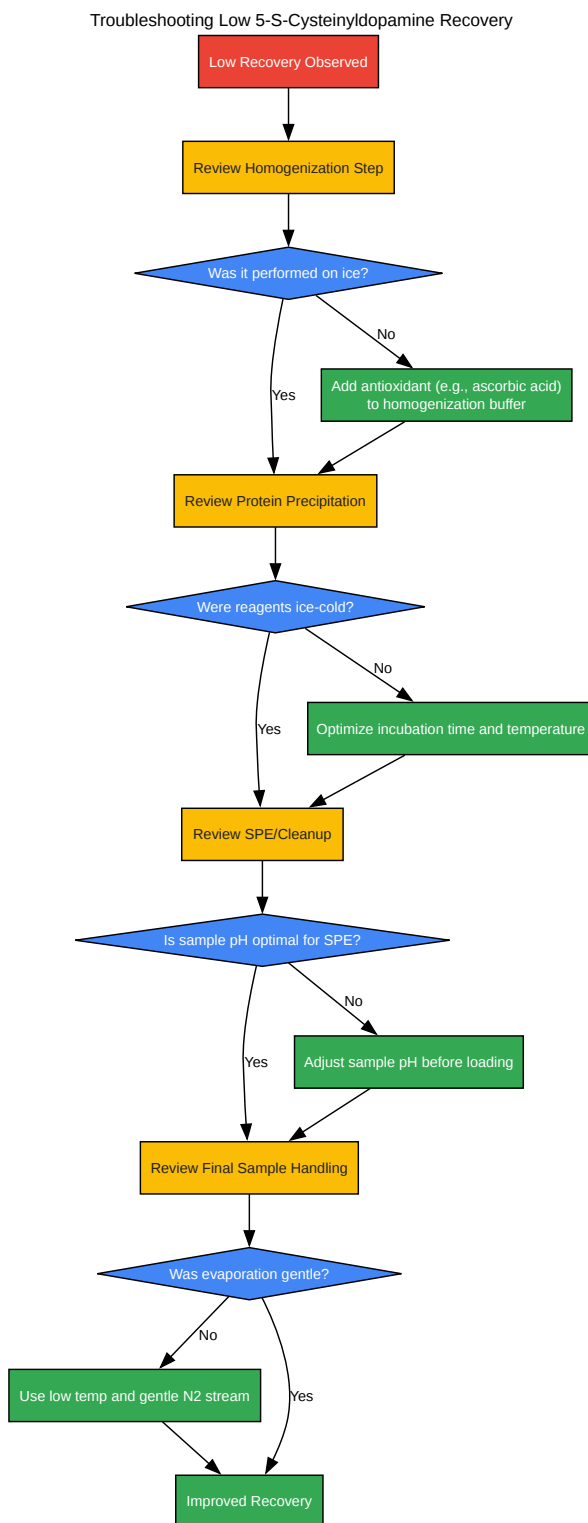 Troubleshooting Low 5-S-Cysteinyldopamine Recovery
Low Recovery Observed
Review Homogenization Step
Was it performed on ice?
No
Yes
Add antioxidant (e.g., ascorbic acid)
to homogenization buffer
Review Protein Precipitation
Were reagents ice-cold?
No
Yes
Optimize incubation time and temperature
Review SPE/Cleanup
Is sample pH optimal for SPE?
No
Yes
Adjust sample pH before loading
Review Final Sample Handling
Was evaporation gentle?
No
Yes
Use low temp and gentle N2 stream
Improved Recovery